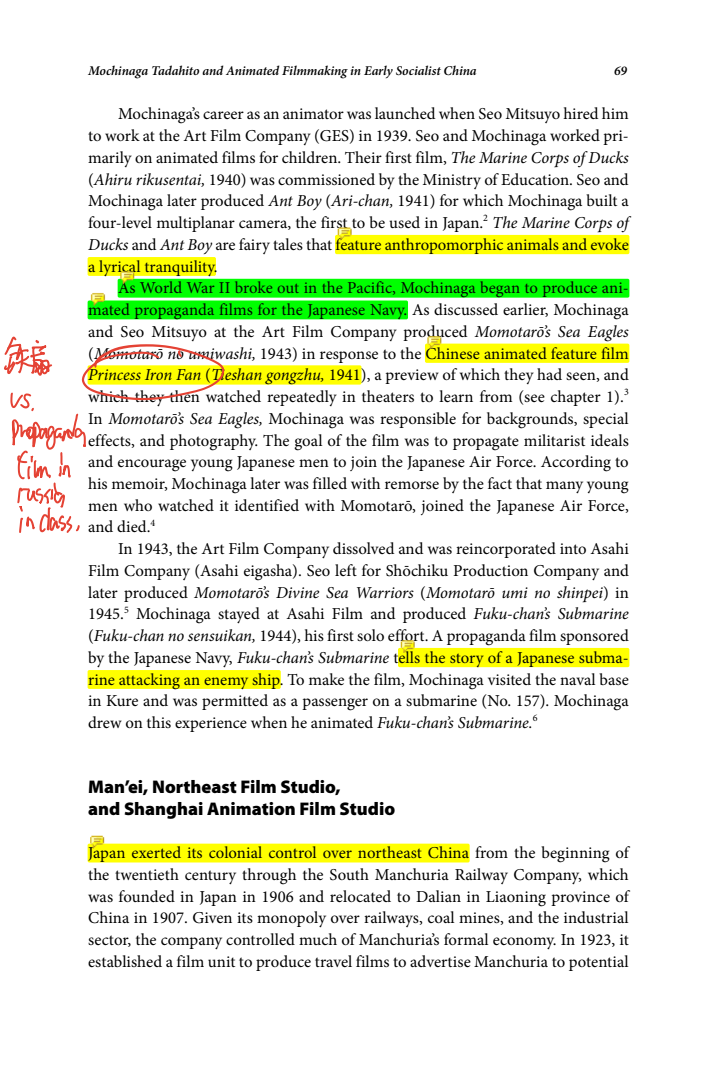 Mochinaga Tadahito and Animated Filmmaking in Early Socialist China 69
Mochinaga’s career as an animator was launched when Seo Mitsuyo hired him
to work at the Art Film Company (GES) in 1939. Seo and Mochinaga worked pri-
marily on animated films for children. Their first film, The Marine Corps of Ducks
(Ahiru rikusentai, 1940) was commissioned by the Ministry of Education. Seo and
Mochinaga later produced Ant Boy (Ari-chan, 1941) for which Mochinaga built a
four-level multiplanar camera, the first to be used in Japan.2 The Marine Corps of
Ducks and Ant Boy are fairy tales that feature anthropomorphic animals and evoke
a lyrical tranquility.
As World War II broke out in the Pacific, Mochinaga began to produce ani-
mated propaganda films for the Japanese Navy. As discussed earlier, Mochinaga
and Seo Mitsuyo at the Art Film Company produced Momotarō’s Sea Eagles
(Momotarō no umiwashi, 1943) in response to the Chinese animated feature film
Princess Iron Fan (Tieshan gongzhu, 1941), a preview of which they had seen, and
which they then watched repeatedly in theaters to learn from (see chapter 1).3
In Momotarō’s Sea Eagles, Mochinaga was responsible for backgrounds, special
effects, and photography. The goal of the film was to propagate militarist ideals
and encourage young Japanese men to join the Japanese Air Force. According to
his memoir, Mochinaga later was filled with remorse by the fact that many young
men who watched it identified with Momotarō, joined the Japanese Air Force,
and died.4
vs.
propaganda
film in
russia
in class,
In 1943, the Art Film Company dissolved and was reincorporated into Asahi
Film Company (Asahi eigasha). Seo left for Shōchiku Production Company and
later produced Momotarō’s Divine Sea Warriors (Momotarō umi no shinpei) in
1945.5 Mochinaga stayed at Asahi Film and produced Fuku-chan’s Submarine
(Fuku-chan no sensuikan, 1944), his first solo effort. A propaganda film sponsored
by the Japanese Navy, Fuku-chan’s Submarine tells the story of a Japanese subma-
rine attacking an enemy ship. To make the film, Mochinaga visited the naval base
in Kure and was permitted as a passenger on a submarine (No. 157). Mochinaga
drew on this experience when he animated Fuku-chan’s Submarine.6
Man’ei, Northeast Film Studio,
and Shanghai Animation Film Studio
Japan exerted its colonial control over northeast China from the beginning of
the twentieth century through the South Manchuria Railway Company, which
was founded in Japan in 1906 and relocated to Dalian in Liaoning province of
China in 1907. Given its monopoly over railways, coal mines, and the industrial
sector, the company controlled much of Manchuria’s formal economy. In 1923, it
established a film unit to produce travel films to advertise Manchuria to potential